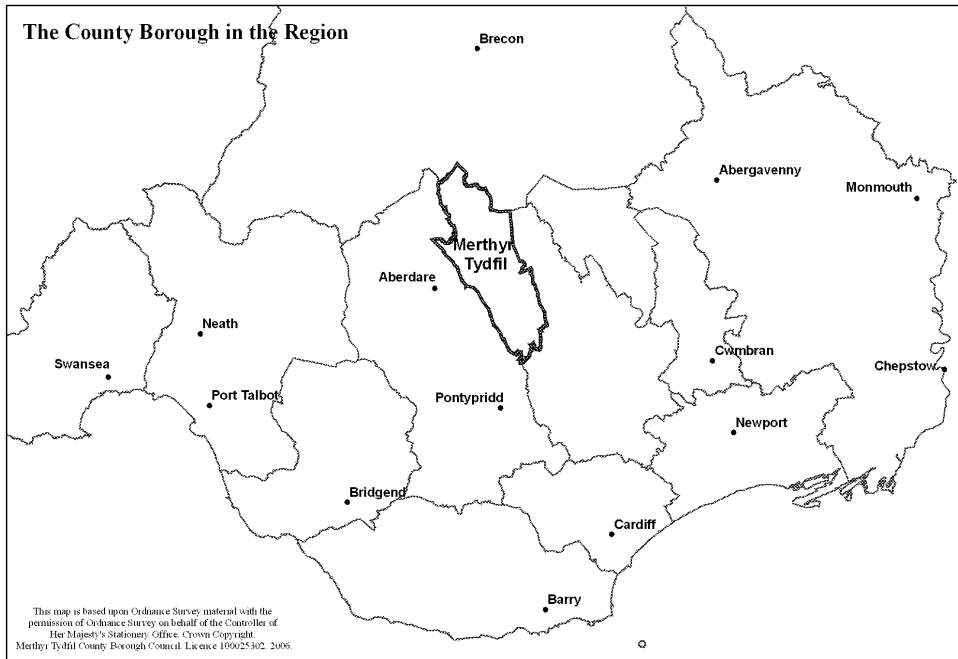 The County Borough in the Region
Brecon
Abergavenny
Monmouth
Merthyr
Tydfil
Aberdare
Neath
Swansea
Cwmbran
Chepstow
Port Talbot
Pontypridd
Newport
Bridgend
Cardiff
Barry
This map is based upon Ordnance Survey material with the
permission of Ordnance Survey on behalf of the Controller of
Her Majesty's Stationery Office. Crown Copyright.
Merthyr Tydfil County Borough Council. Licence 100025302. 2006.